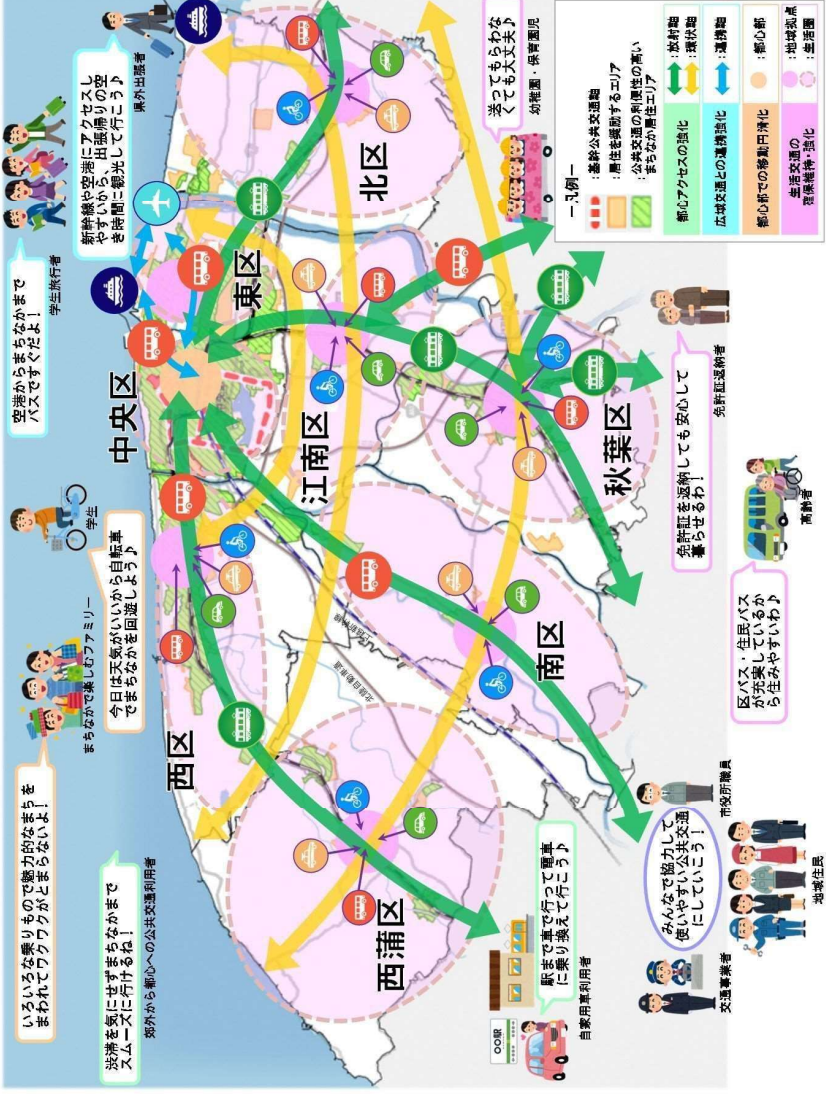 いろいろな乗りもので魅力的なまちを
まわれてワクワクがとまらないよ!
まちなかで楽しむファミリー
今日は天気がいいから自転車
でまちなかを回遊しよう♪
学生
空港からまちなかまで
バスですぐだよ!
学生旅行者
新幹線や空港にアクセスし
やすいから、出張帰りの空
き時間に観光して行こう♪
県外出張者
渋滞を気にせずまちなかまで
スムーズに行けるね!
郊外から都心への公共交通利用者
中央区
西区
東区
江南区
北区
西蒲区
南区
秋葉区
北陸自動車道
上越新幹線
送ってもらわな
くても大丈夫♪
幼稚園・保育園児
駅まで車で行って電車
に乗り換えて行こう♪
〇〇駅
自家用車利用者
みんなで協力して
使いやすい公共交通
にしていこう!
交通事業者
地域住民
市役所職員
区バス・住民バス
が充実しているか
ら住みやすいわ♪
高齢者
免許証を返納しても安心して
暮らせるわ!
免許証返納者
-凡例-
:基幹公共交通軸
:居住を奨励するエリア
:公共交通の利便性の高い
まちなか居住エリア
都心アクセスの強化
:放射軸
:環状軸
広域交通との連携強化
:連携軸
都心部での移動円滑化
:都心部
生活交通の
確保維持・強化
:地域拠点
:生活圏